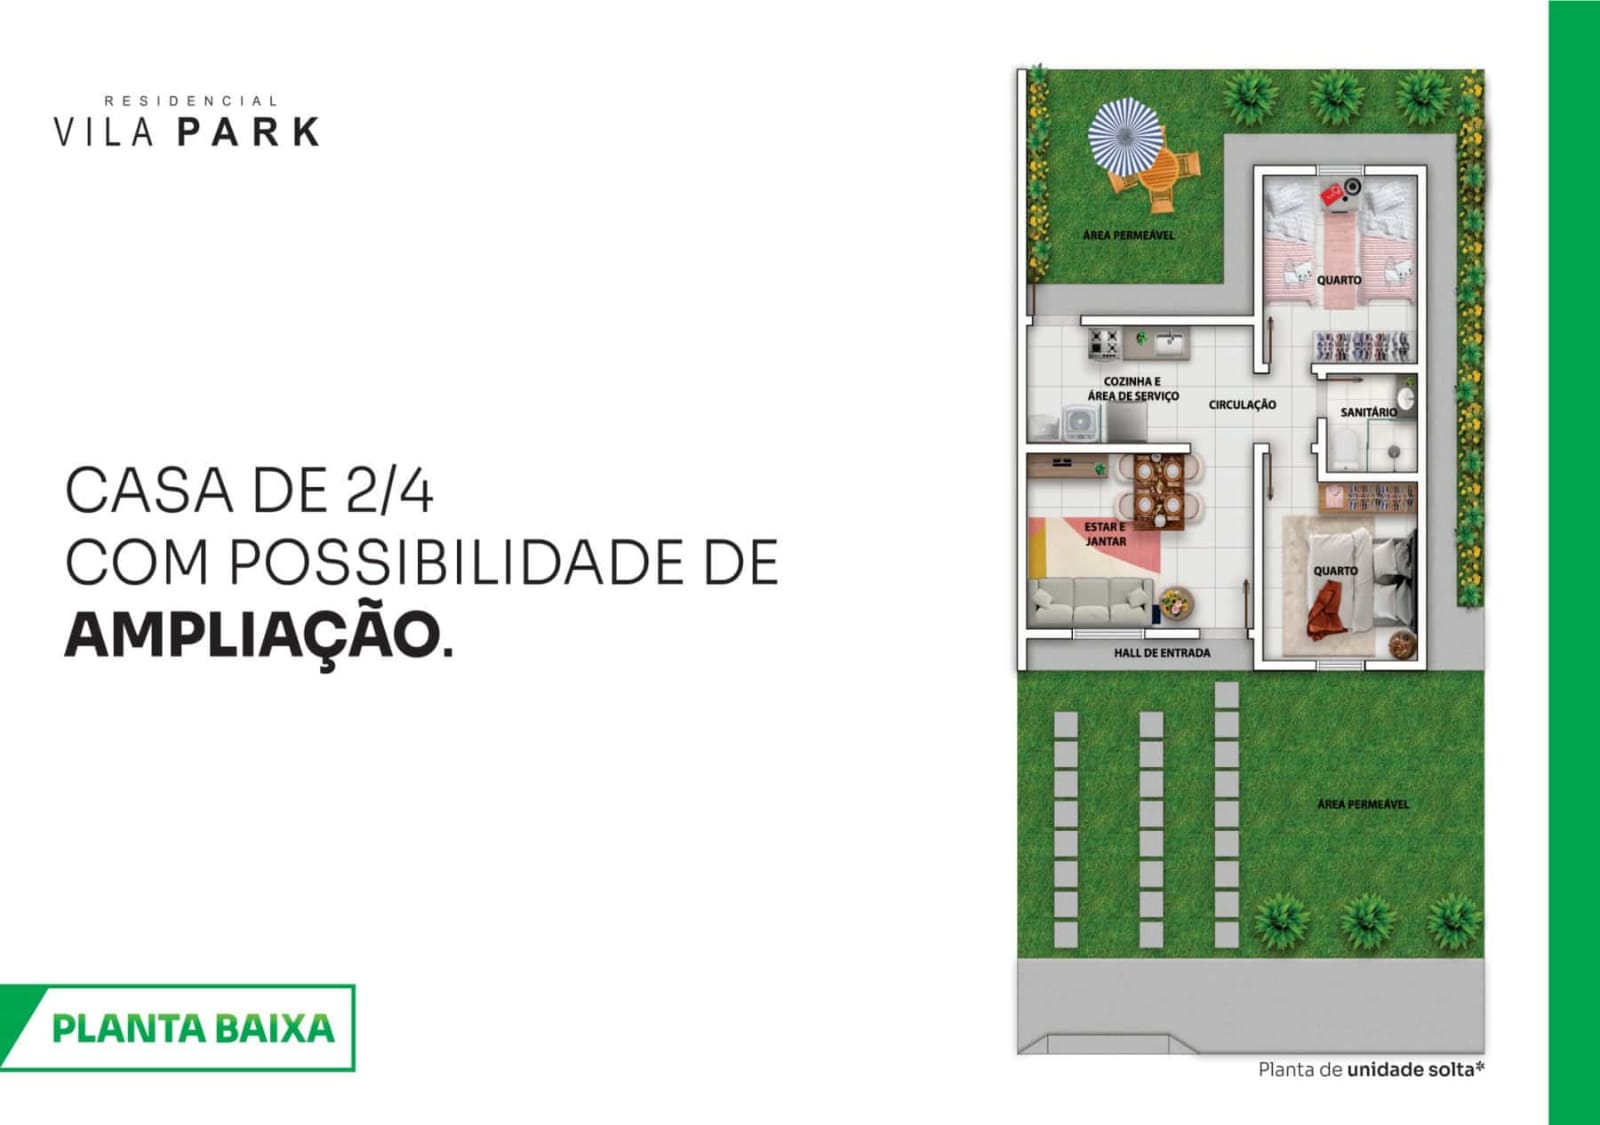 RESIDENCIAL
VILA PARK
CASA DE 2/4
COM POSSIBILIDADE DE
AMPLIAÇÃO.
PLANTA BAIXA
ÁREA PERMEÁVEL
QUARTO
COZINHA E
ÁREA DE SERVIÇO
CIRCULAÇÃO
SANITÁRIO
ESTAR E
JANTAR
QUARTO
HALL DE ENTRADA
ÁREA PERMEÁVEL
Planta de unidade solta*